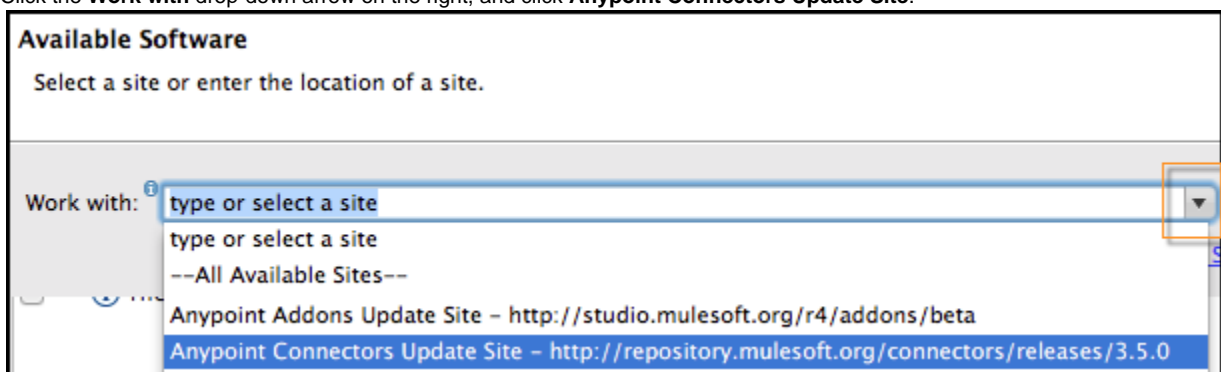 Click the Work with drop-down arrow on the right, and click Anypoint Connectors Update Site.
Available Software
Select a site or enter the location of a site.
Work with:
type or select a site
type or select a site
--All Available Sites--
Anypoint Addons Update Site – http://studio.mulesoft.org/r4/addons/beta
Anypoint Connectors Update Site – http://repository.mulesoft.org/connectors/releases/3.5.0